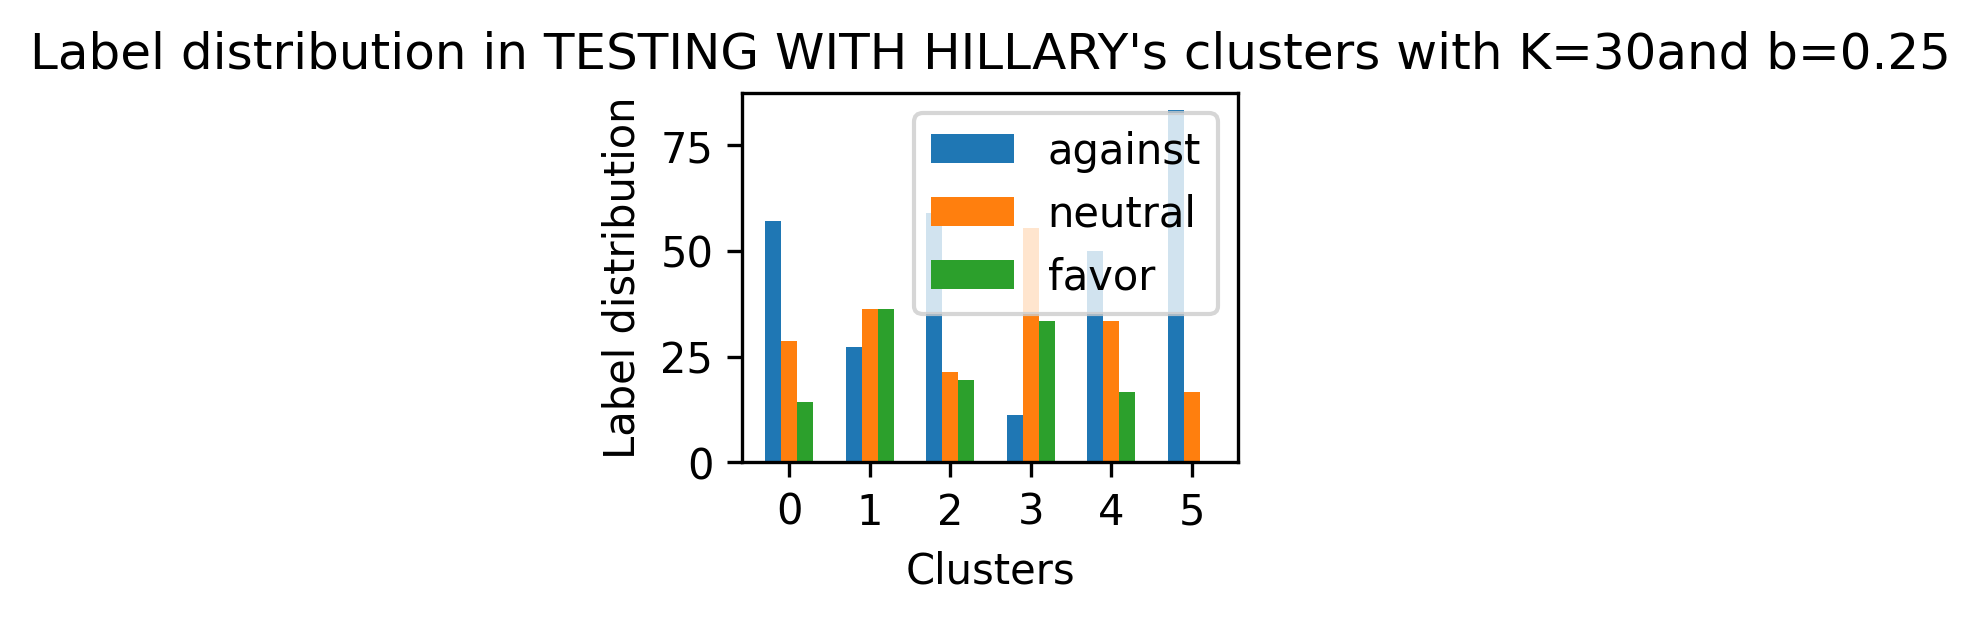 Label distribution in TESTING WITH HILLARY's clusters with K=30and b=0.25
Label distribution
75
50
25
0
against
neutral
favor
0 1 2 3 4 5
Clusters